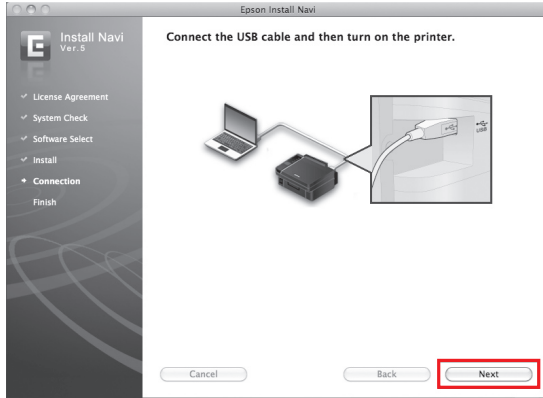 Epson Install Navi
E
Install Navi
Ver.5
License Agreement
System Check
Software Select
Install
Connection
Finish
Connect the USB cable and then turn on the printer.
USB
Cancel
Back
Next